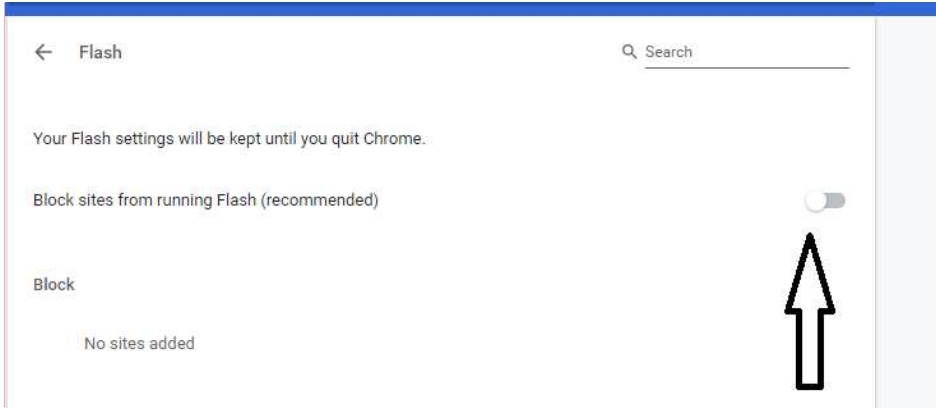 Flash
Search
Your Flash settings will be kept until you quit Chrome.
Block sites from running Flash (recommended)
Block
No sites added